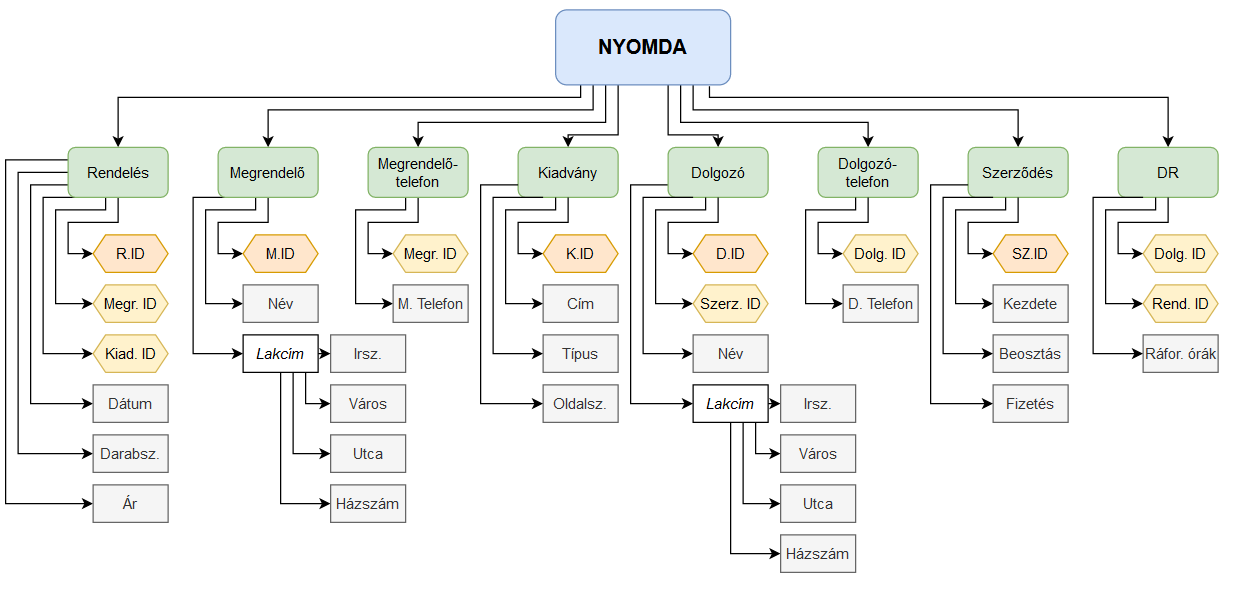 NYOMDA
Rendelés
Megrendelő
Megrendelő-
telefon
Kiadvány
Dolgozó
Dolgozó-
telefon
Szerződés
DR
R.ID
Megr. ID
Kiad. ID
Dátum
Darabsz.
Ár
M.ID
Név
Lakcím
Irsz.
Város
Utca
Házszám
Megr. ID
M. Telefon
K.ID
Cím
Típus
Oldalsz.
D.ID
Szerz. ID
Név
Lakcím
Irsz.
Város
Utca
Házszám
Dolg. ID
D. Telefon
SZ.ID
Kezdete
Beosztás
Fizetés
Dolg. ID
Rend. ID
Ráfor. órák